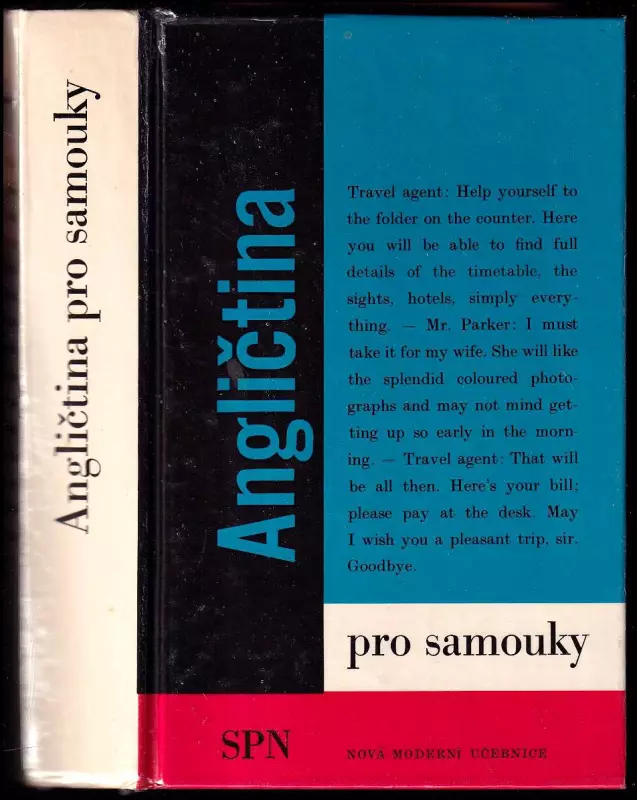 Angličtina pro samouky
Angličtina
Travel agent: Help yourself to
the folder on the counter. Here
you will be able to find full
details of the timetable, the
sights, hotels, simply every-
thing. — Mr. Parker: I must
take it for my wife. She will like
the splendid coloured photo-
graphs and may not mind get-
ting up so early in the morn-
ing. — Travel agent: That will
be all then. Here's your bill;
please pay at the desk. May
I wish you a pleasant trip, sir.
Goodbye.
pro samouky
SPN
NOVÁ MODERNÍ UČEBNICE